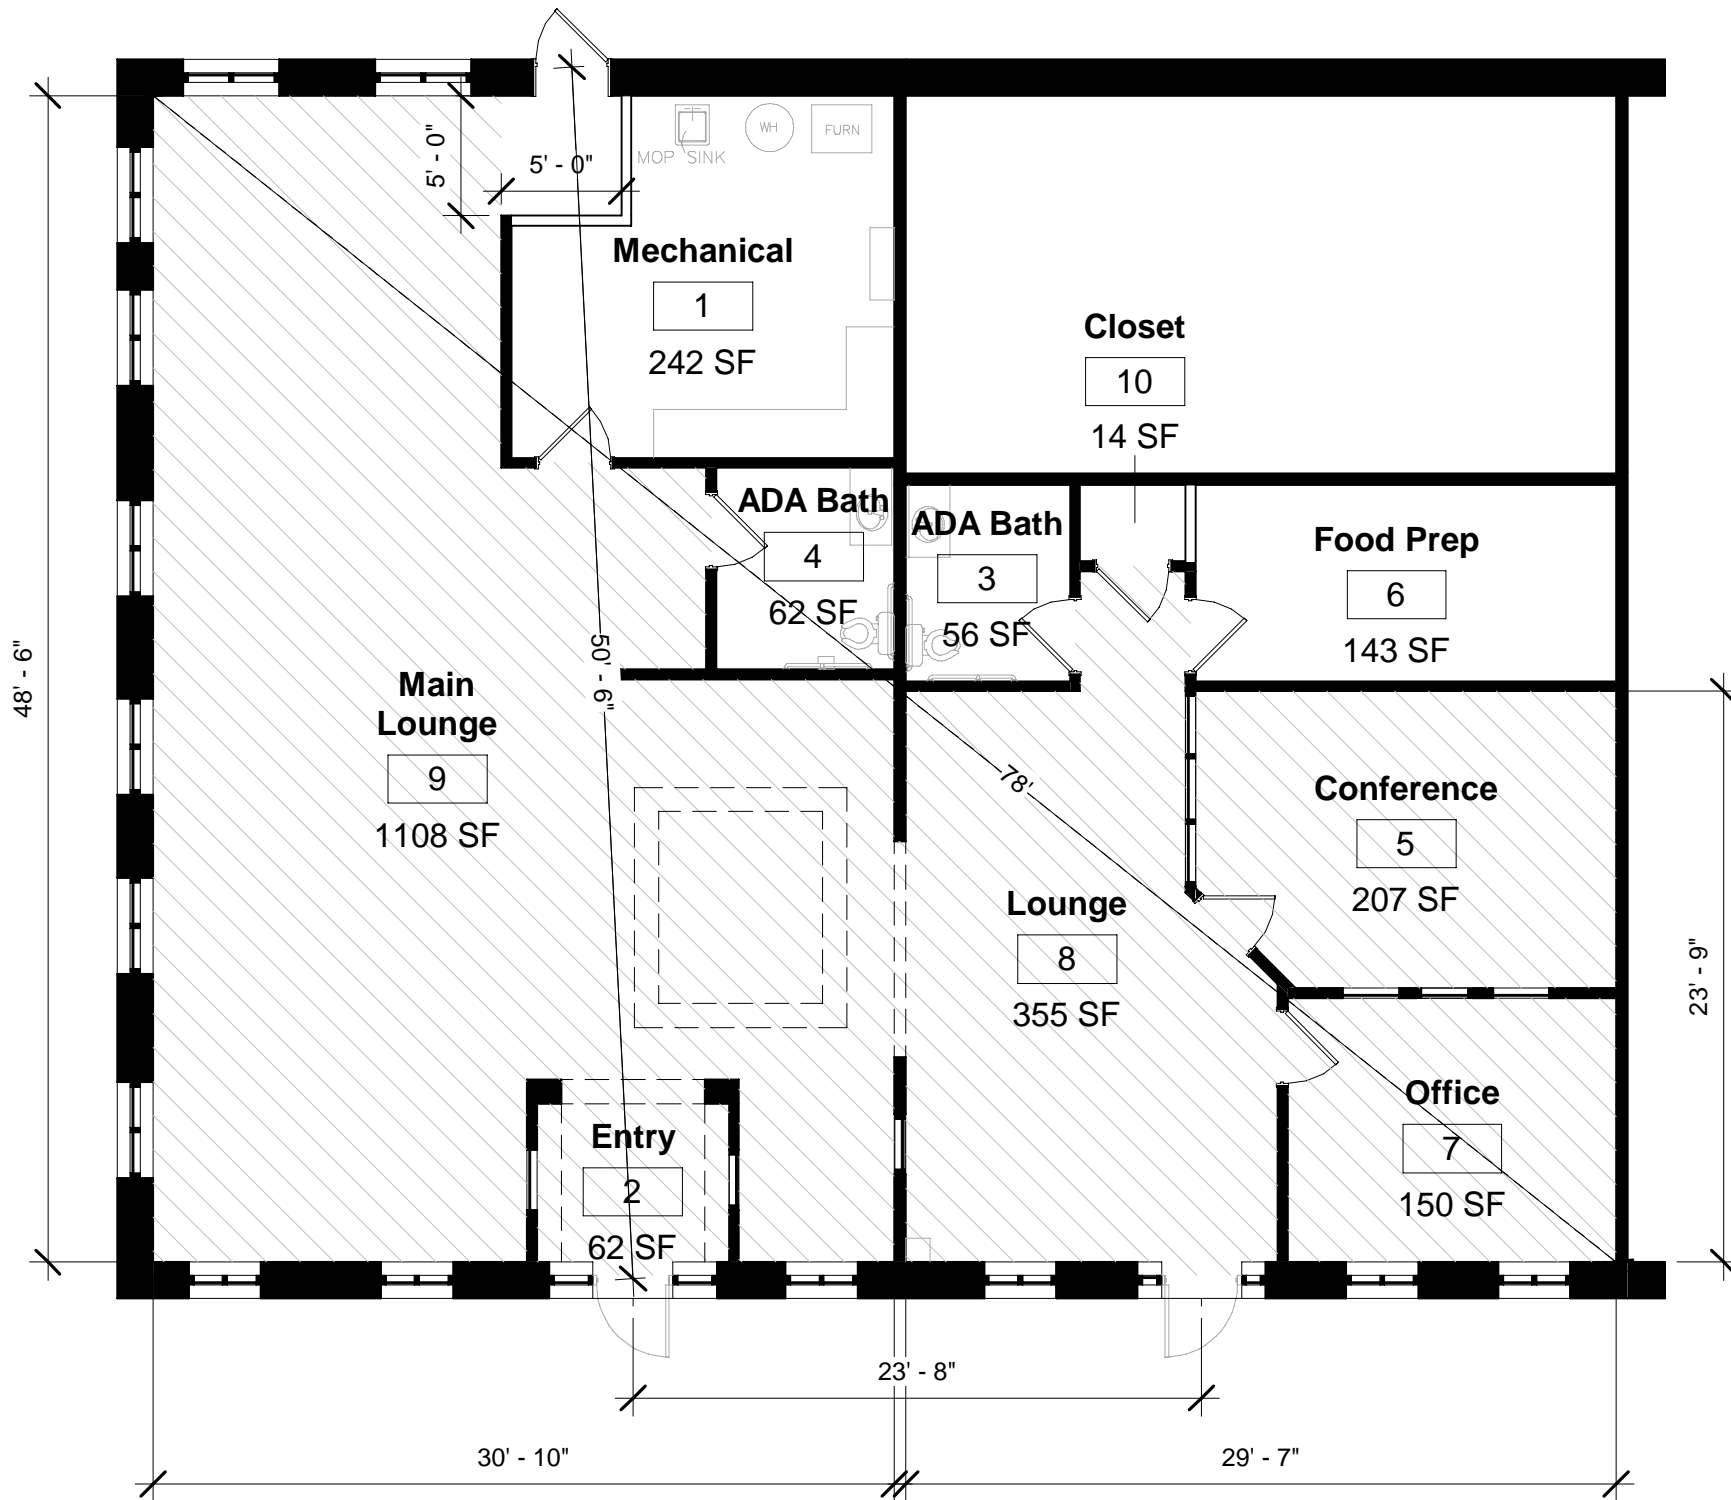 5' - 0"
5' - 0"
MOP SINK
WH
FURN
Mechanical
1
242 SF
Closet
10
14 SF
ADA Bath
4
62 SF
ADA Bath
3
56 SF
Food Prep
6
143 SF
48' - 6"
50' - 6"
Main
Lounge
9
1108 SF
78'
Conference
5
207 SF
Lounge
8
355 SF
23' - 9"
Office
7
150 SF
Entry
2
62 SF
23' - 8"
30' - 10"
29' - 7"